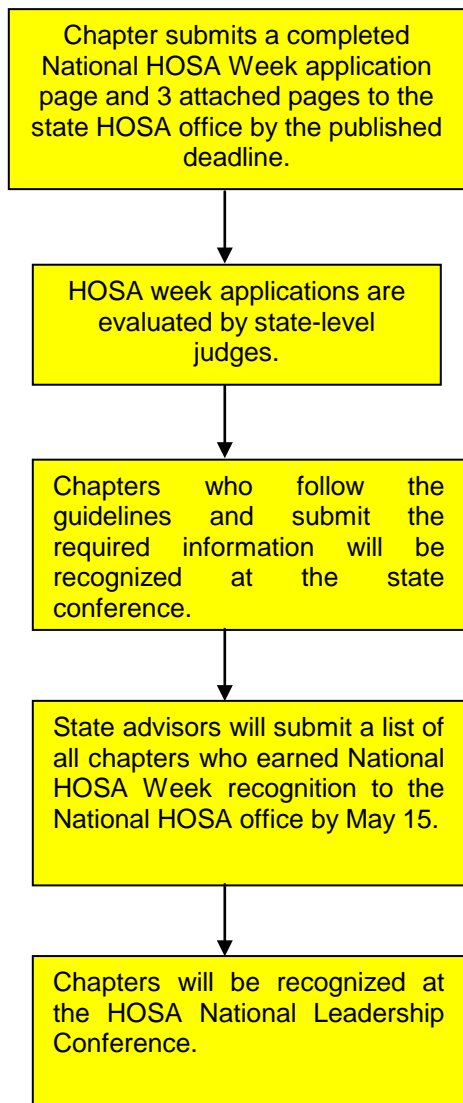 Chapter submits a completed
National HOSA Week application
page and 3 attached pages to the
state HOSA office by the published
deadline.
HOSA week applications are
evaluated by state-level
judges.
Chapters who follow the
guidelines and submit the
required information will be
recognized at the state
conference.
State advisors will submit a list of
all chapters who earned National
HOSA Week recognition to the
National HOSA office by May 15.
Chapters will be recognized at
the HOSA National Leadership
Conference.